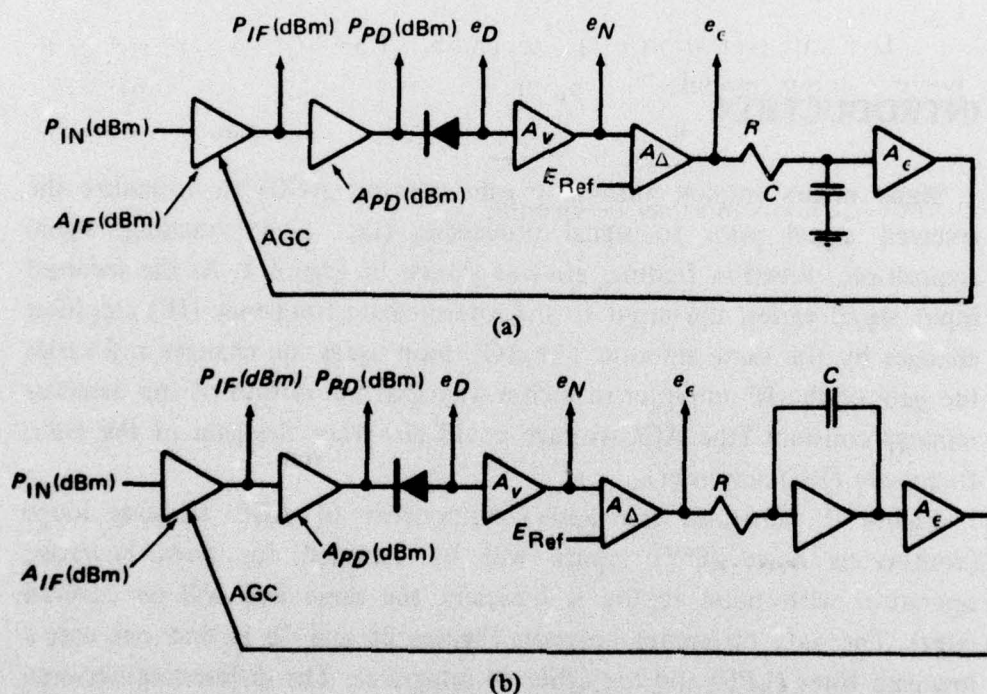 P_IF(dBm) P_PD(dBm) e_D e_N e_ϵ
P_IN(dBm)
A_v
A_Δ
R
A_ϵ
E_Ref
C
A_IF(dBm)
A_PD(dBm)
AGC
(a)
P_IF(dBm) P_PD(dBm) e_D e_N e_ϵ
C
P_IN(dBm)
A_v
A_Δ
R
A_ϵ
E_Ref
A_IF(dBm)
A_PD(dBm)
AGC
(b)